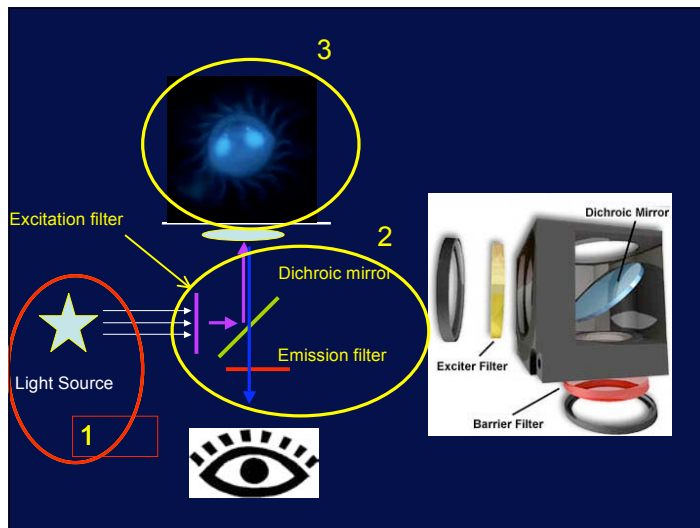 3
Excitation filter
2
Dichroic mirror
Emission filter
Light Source
1
Dichroic Mirror
Exciter Filter
Barrier Filter